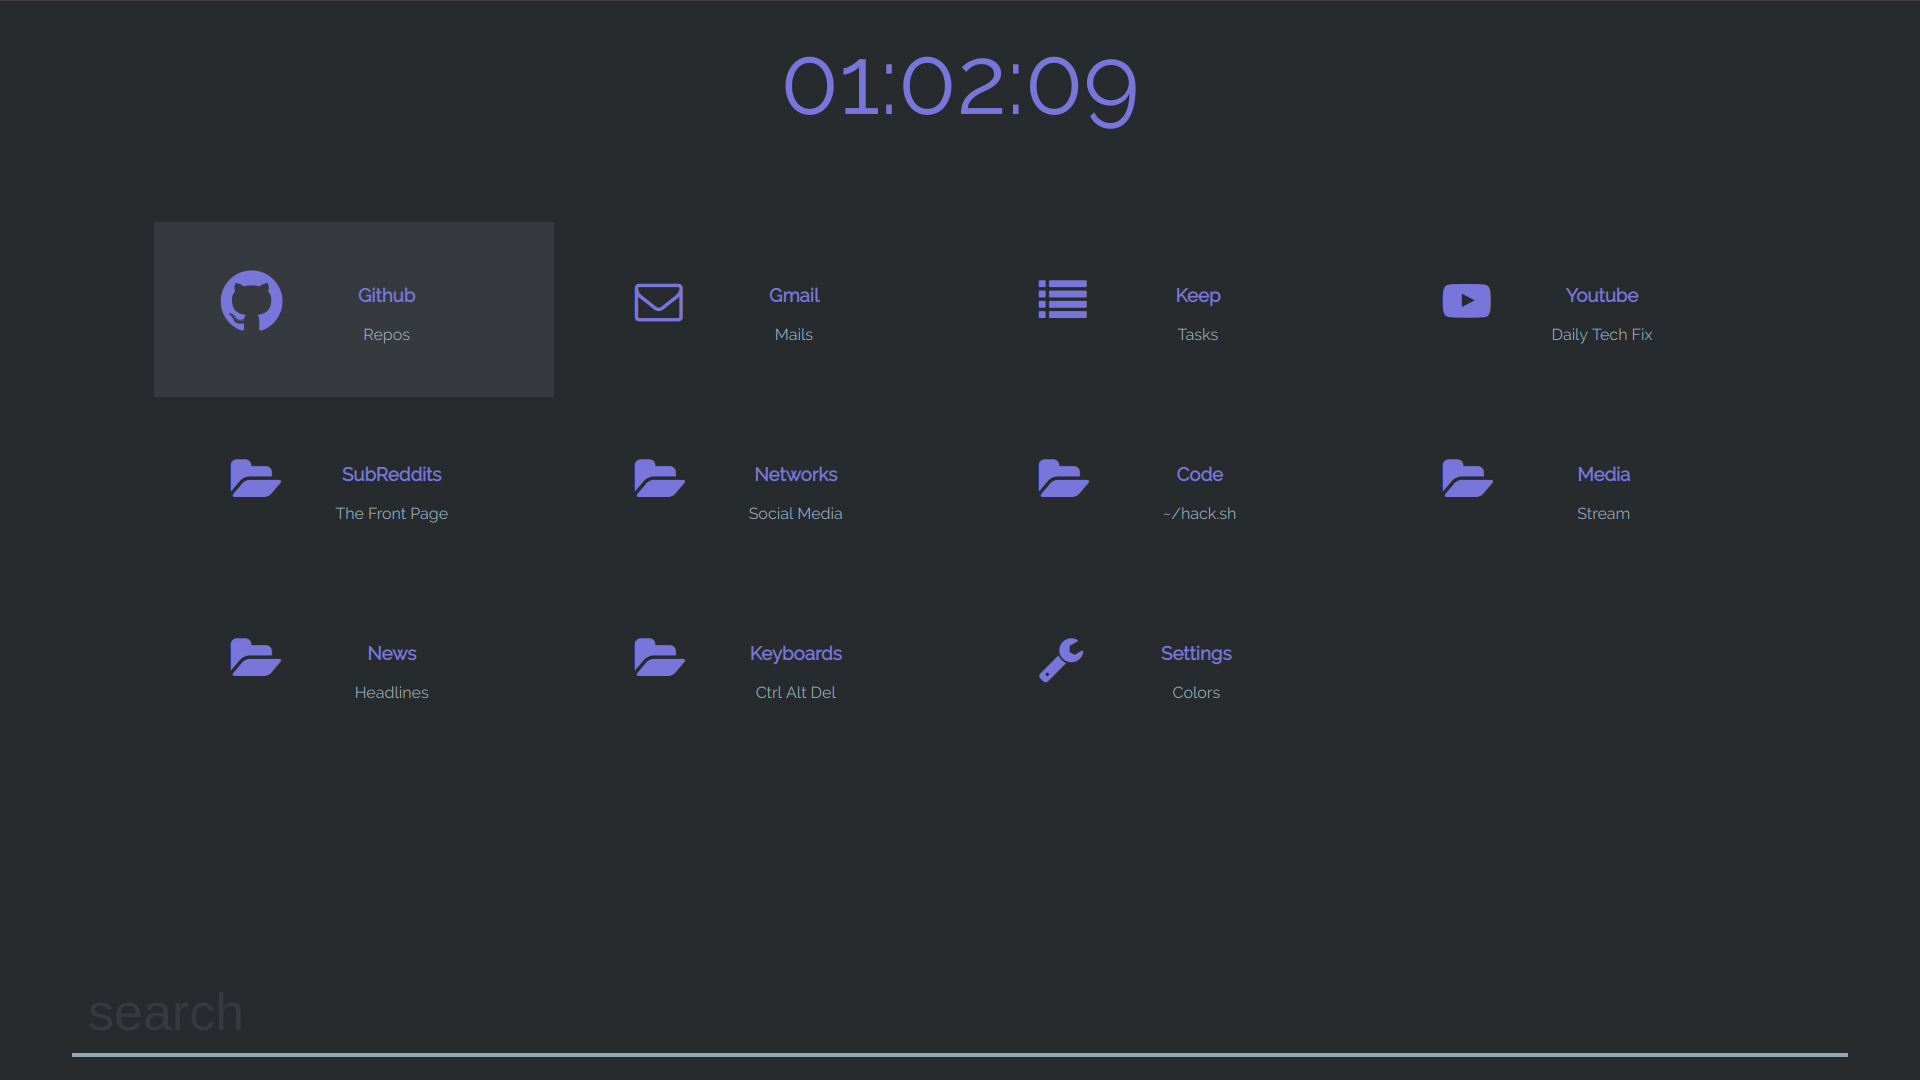 01:02:09
Github
Repos
Gmail
Mails
Keep
Tasks
Youtube
Daily Tech Fix
SubReddits
The Front Page
Networks
Social Media
Code
~/hack.sh
Media
Stream
News
Headlines
Keyboards
Ctrl Alt Del
Settings
Colors
search